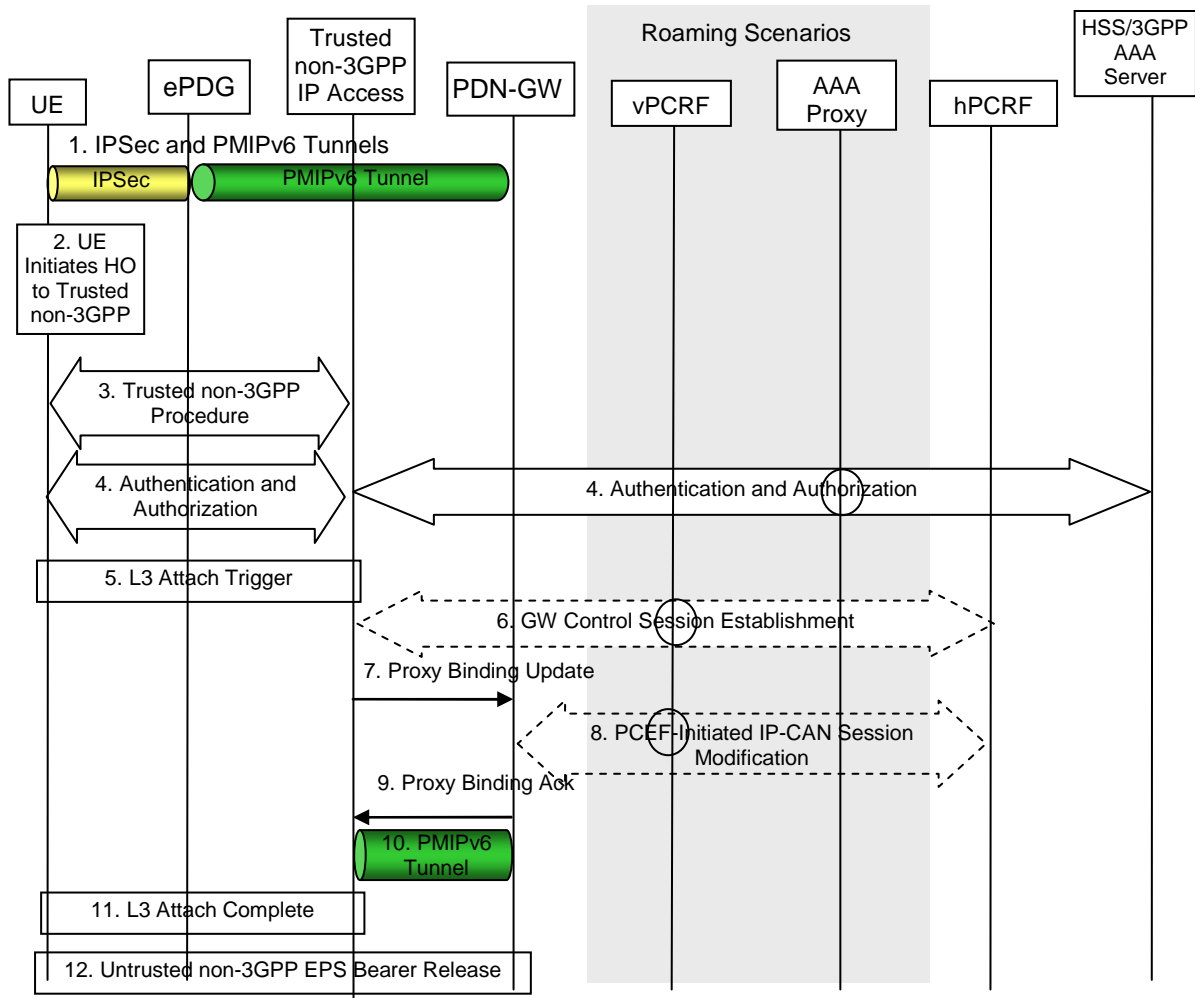 Roaming Scenarios
UE
ePDG
Trusted
non-3GPP
IP Access
PDN-GW
vPCRF
AAA
Proxy
hPCRF
HSS/3GPP
AAA
Server
1. IPSec and PMIPv6 Tunnels
IPSec
PMIPv6 Tunnel
2. UE
Initiates HO
to Trusted
non-3GPP
3. Trusted non-3GPP
Procedure
4. Authentication and
Authorization
4. Authentication and Authorization
5. L3 Attach Trigger
6. GW Control Session Establishment
7. Proxy Binding Update
8. PCEF-Initiated IP-CAN Session
Modification
9. Proxy Binding Ack
10. PMIPv6
Tunnel
11. L3 Attach Complete
12. Untrusted non-3GPP EPS Bearer Release